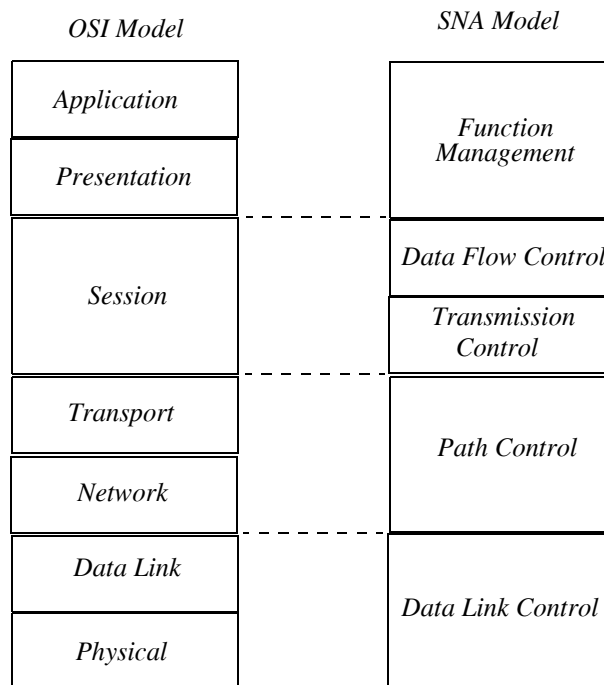 OSI Model
SNA Model
Application
Presentation
Session
Transport
Network
Data Link
Physical
Function
Management
Data Flow Control
Transmission
Control
Path Control
Data Link Control